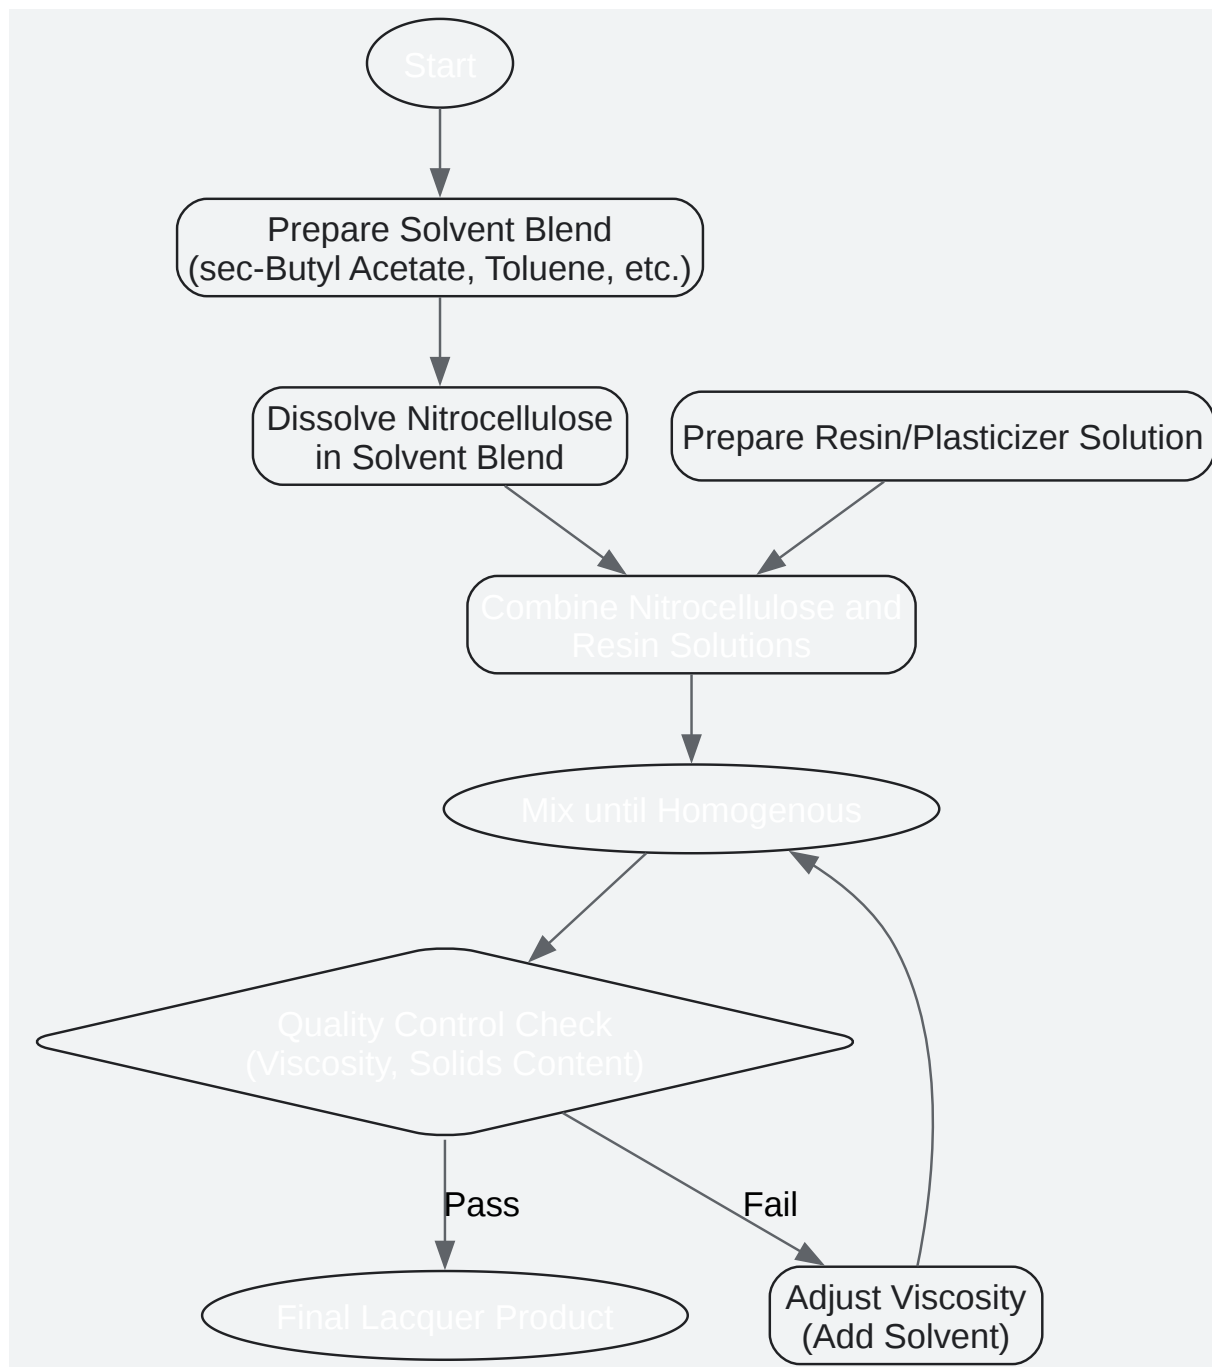 Start
Prepare Solvent Blend
(sec-Butyl Acetate, Toluene, etc.)
Dissolve Nitrocellulose
in Solvent Blend
Prepare Resin/Plasticizer Solution
Combine Nitrocellulose and
Resin Solutions
Mix until Homogenous
Quality Control Check
(Viscosity, Solids Content)
Pass
Fail
Final Lacquer Product
Adjust Viscosity
(Add Solvent)